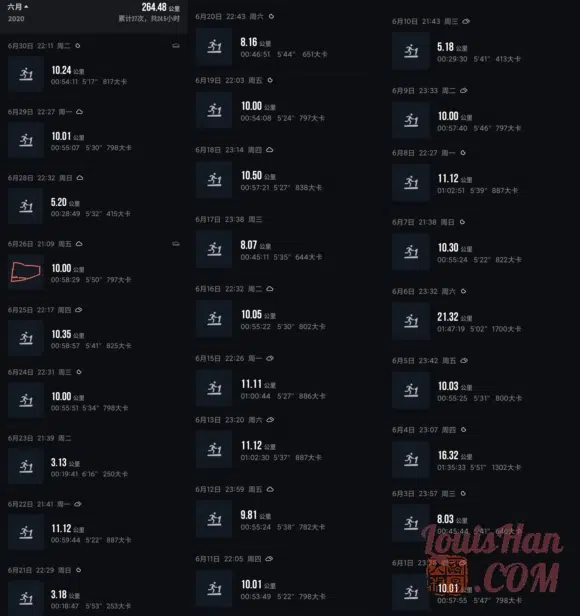 六月
264.48 公里
2020
累计27次，共24.5小时
6月30日 22:11 周二
10.24 公里
00:54:11 5'17" 817大卡
6月29日 22:27 周一
10.01 公里
00:55:07 5'30" 798大卡
6月28日 22:32 周日
5.20 公里
00:28:49 5'32" 415大卡
6月26日 21:09 周五
10.00 公里
00:58:29 5'50" 797大卡
6月25日 22:17 周四
10.35 公里
00:58:57 5'41" 825大卡
6月24日 22:31 周三
10.00 公里
00:55:51 5'34" 798大卡
6月23日 21:39 周二
3.13 公里
00:19:41 6'16" 250大卡
6月22日 21:41 周一
11.12 公里
00:59:44 5'22" 887大卡
6月21日 22:29 周日
3.18 公里
00:18:47 5'53" 253大卡
6月20日 22:43 周六
8.16 公里
00:46:51 5'44" 651大卡
6月19日 22:03 周五
10.00 公里
00:54:08 5'24" 797大卡
6月18日 23:14 周四
10.50 公里
00:57:21 5'27" 838大卡
6月17日 23:38 周三
8.07 公里
00:45:11 5'35" 644大卡
6月16日 22:32 周二
10.05 公里
00:55:22 5'30" 802大卡
6月15日 22:26 周一
11.11 公里
01:00:44 5'27" 886大卡
6月13日 23:20 周六
11.12 公里
01:02:30 5'37" 887大卡
6月12日 23:59 周五
9.81 公里
00:55:24 5'38" 782大卡
6月11日 22:05 周四
10.01 公里
00:53:49 5'22" 798大卡
6月10日 21:43 周三
5.18 公里
00:29:30 5'41" 413大卡
6月9日 23:33 周二
10.00 公里
00:57:40 5'46" 797大卡
6月8日 22:27 周一
11.12 公里
01:02:51 5'39" 887大卡
6月7日 21:38 周日
10.30 公里
00:55:24 5'22" 822大卡
6月6日 23:32 周六
21.32 公里
01:47:19 5'02" 1700大卡
6月5日 23:42 周五
10.03 公里
00:55:25 5'31" 800大卡
6月4日 23:07 周四
16.32 公里
01:35:33 5'51" 1302大卡
6月3日 23:57 周三
8.03 公里
00:45:44 5'41" 640大卡
6月1日
10.01 公里
00:57:55 5'47" 798大卡
LouisHan
.COM